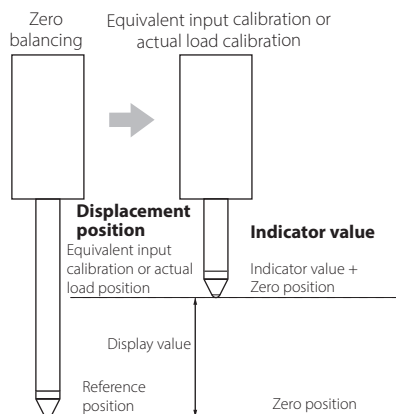 Zero
balancing
Equivalent input calibration or
actual load calibration
Displacement
position
Equivalent input
calibration or actual
load position
Indicator value
Indicator value +
Zero position
Display value
Reference
position
Zero position